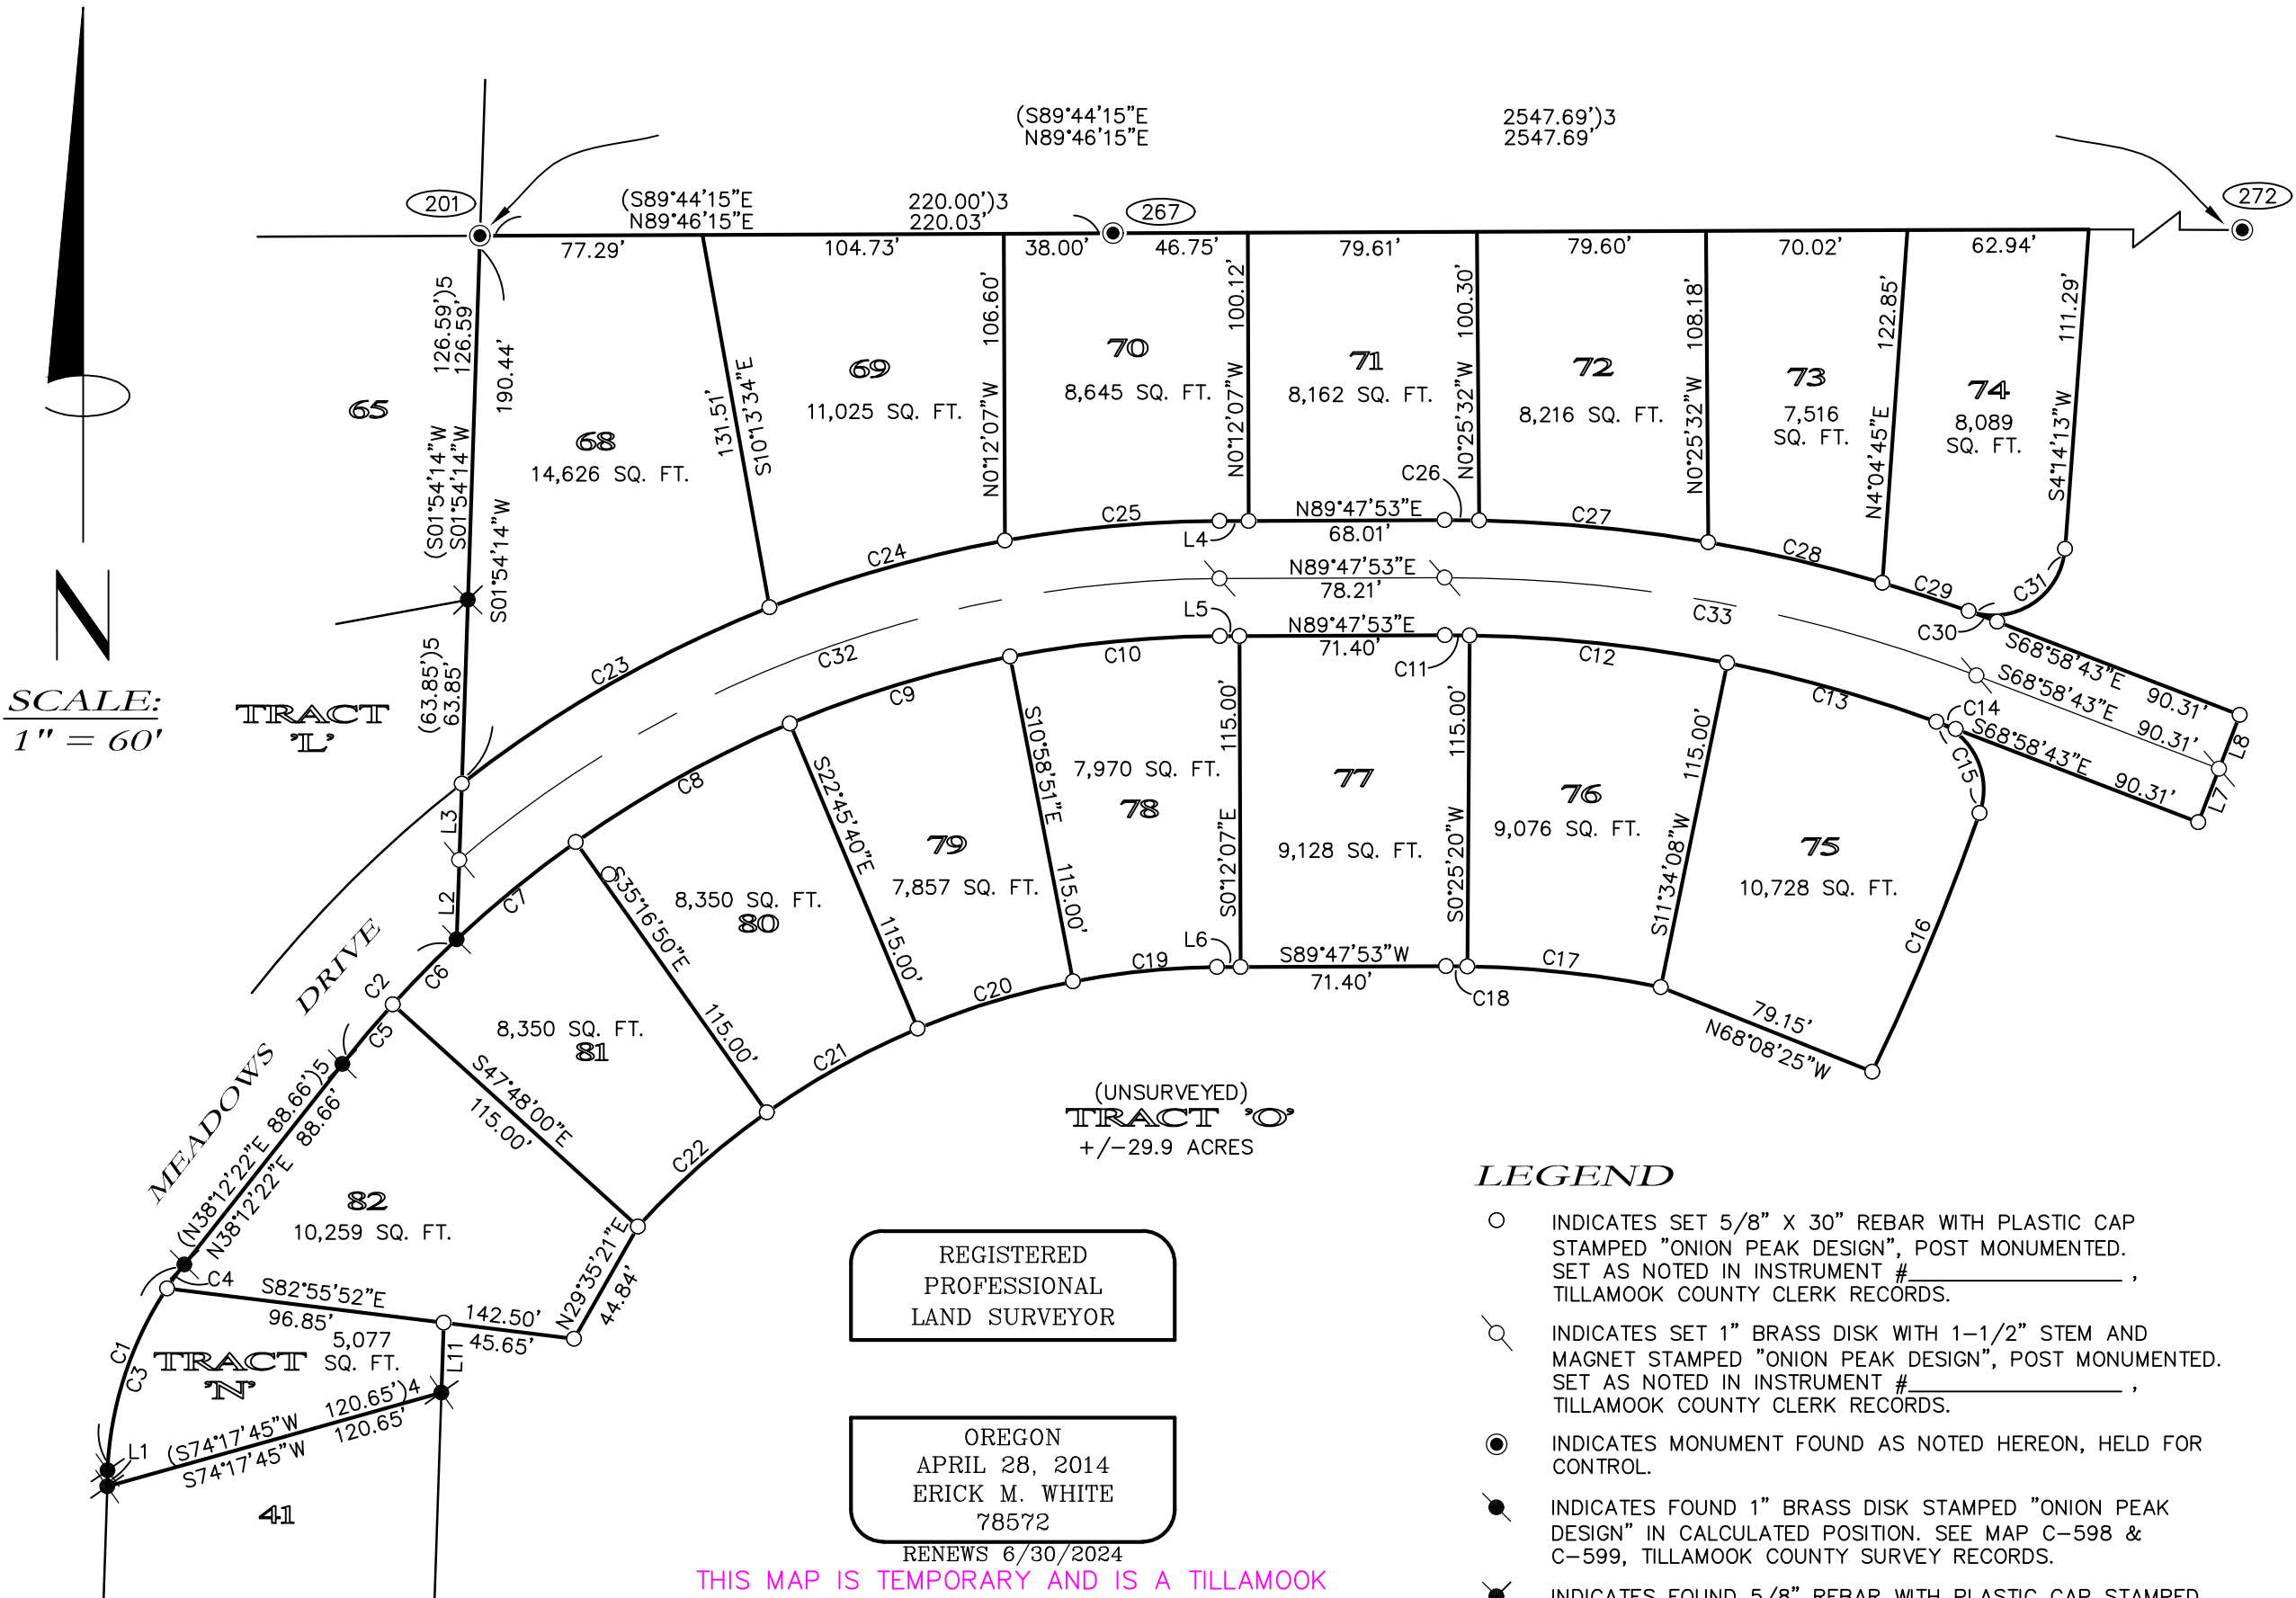 (S89°44'15"E 2547.69')3
N89°46'15"E 2547.69'
201
(S89°44'15"E 220.00')3
N89°46'15"E 220.03'
267
272
77.29'
104.73'
38.00'
46.75'
79.61'
79.60'
70.02'
62.94'
126.59')5
126.59'
(S01°54'14"W
S01°54'14"W
190.44'
S01°54'14"W
(63.85')5
63.85'
65
68
14,626 SQ. FT.
131.51'
S10°13'34"E
69
11,025 SQ. FT.
106.60'
N0°12'07"W
70
8,645 SQ. FT.
100.12'
N0°12'07"W
71
8,162 SQ. FT.
100.30'
N0°25'32"W
72
8,216 SQ. FT.
108.18'
N0°25'32"W
73
7,516
SQ. FT.
122.85'
N4°04'45"E
74
8,089
SQ. FT.
111.29'
S4°14'13"W
N
SCALE:
1" = 60'
TRACT
'L'
C23
C24
C25
L4
N89°47'53"E
68.01'
C26
C27
C28
C29
C30
C31
C32
N89°47'53"E
78.21'
C33
L5
N89°47'53"E
71.40'
C11
S68°58'43"E 90.31'
S68°58'43"E 90.31'
S68°58'43"E 90.31'
L8
L7
L3
L2
C2
C5
C6
C7
C8
C9
C10
C12
C13
C14
C15
C16
MEADOWS DRIVE
S35°16'50"E
115.00'
8,350 SQ. FT.
80
S22°45'40"E
115.00'
79
7,857 SQ. FT.
S10°58'51"E
115.00'
7,970 SQ. FT.
78
115.00'
S0°12'07"E
77
9,128 SQ. FT.
115.00'
S0°25'20"W
76
9,076 SQ. FT.
115.00'
S11°34'08"W
75
10,728 SQ. FT.
L6
S89°47'53"W
71.40'
C17
C18
C19
C20
C21
C22
79.15'
N68°08'25"W
8,350 SQ. FT.
81
S47°48'00"E
115.00'
(N38°12'22"E 88.66')5
N38°12'22"E 88.66'
82
10,259 SQ. FT.
N29°35'21"E
44.84'
C4
S82°55'52"E 142.50'
96.85'
45.65'
C1
C3
5,077
TRACT SQ. FT.
'N'
L11
L1
(S74°17'45"W 120.65')4
S74°17'45"W 120.65'
41
(UNSURVEYED)
TRACT 'O'
+/-29.9 ACRES
REGISTERED
PROFESSIONAL
LAND SURVEYOR
OREGON
APRIL 28, 2014
ERICK M. WHITE
78572
RENEWS 6/30/2024
THIS MAP IS TEMPORARY AND IS A TILLAMOOK
LEGEND
INDICATES SET 5/8" X 30" REBAR WITH PLASTIC CAP
STAMPED "ONION PEAK DESIGN", POST MONUMENTED.
SET AS NOTED IN INSTRUMENT #____________________ ,
TILLAMOOK COUNTY CLERK RECORDS.
INDICATES SET 1" BRASS DISK WITH 1-1/2" STEM AND
MAGNET STAMPED "ONION PEAK DESIGN", POST MONUMENTED.
SET AS NOTED IN INSTRUMENT #____________________ ,
TILLAMOOK COUNTY CLERK RECORDS.
INDICATES MONUMENT FOUND AS NOTED HEREON, HELD FOR
CONTROL.
INDICATES FOUND 1" BRASS DISK STAMPED "ONION PEAK
DESIGN" IN CALCULATED POSITION. SEE MAP C-598 &
C-599, TILLAMOOK COUNTY SURVEY RECORDS.
INDICATES FOUND 5/8" REBAR WITH PLASTIC CAP STAMPED